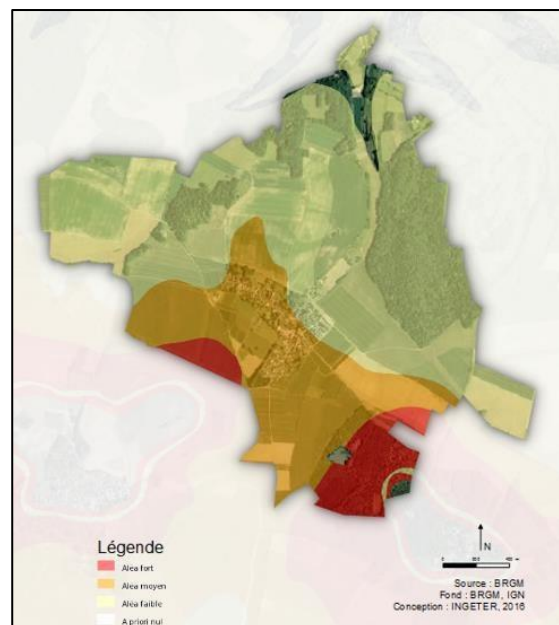 Légende
Aléa fort
Aléa moyen
Aléa faible
A priori nul
N
Source : BRGM
Fond : BRGM, IGN
Conception : INGETER, 2016